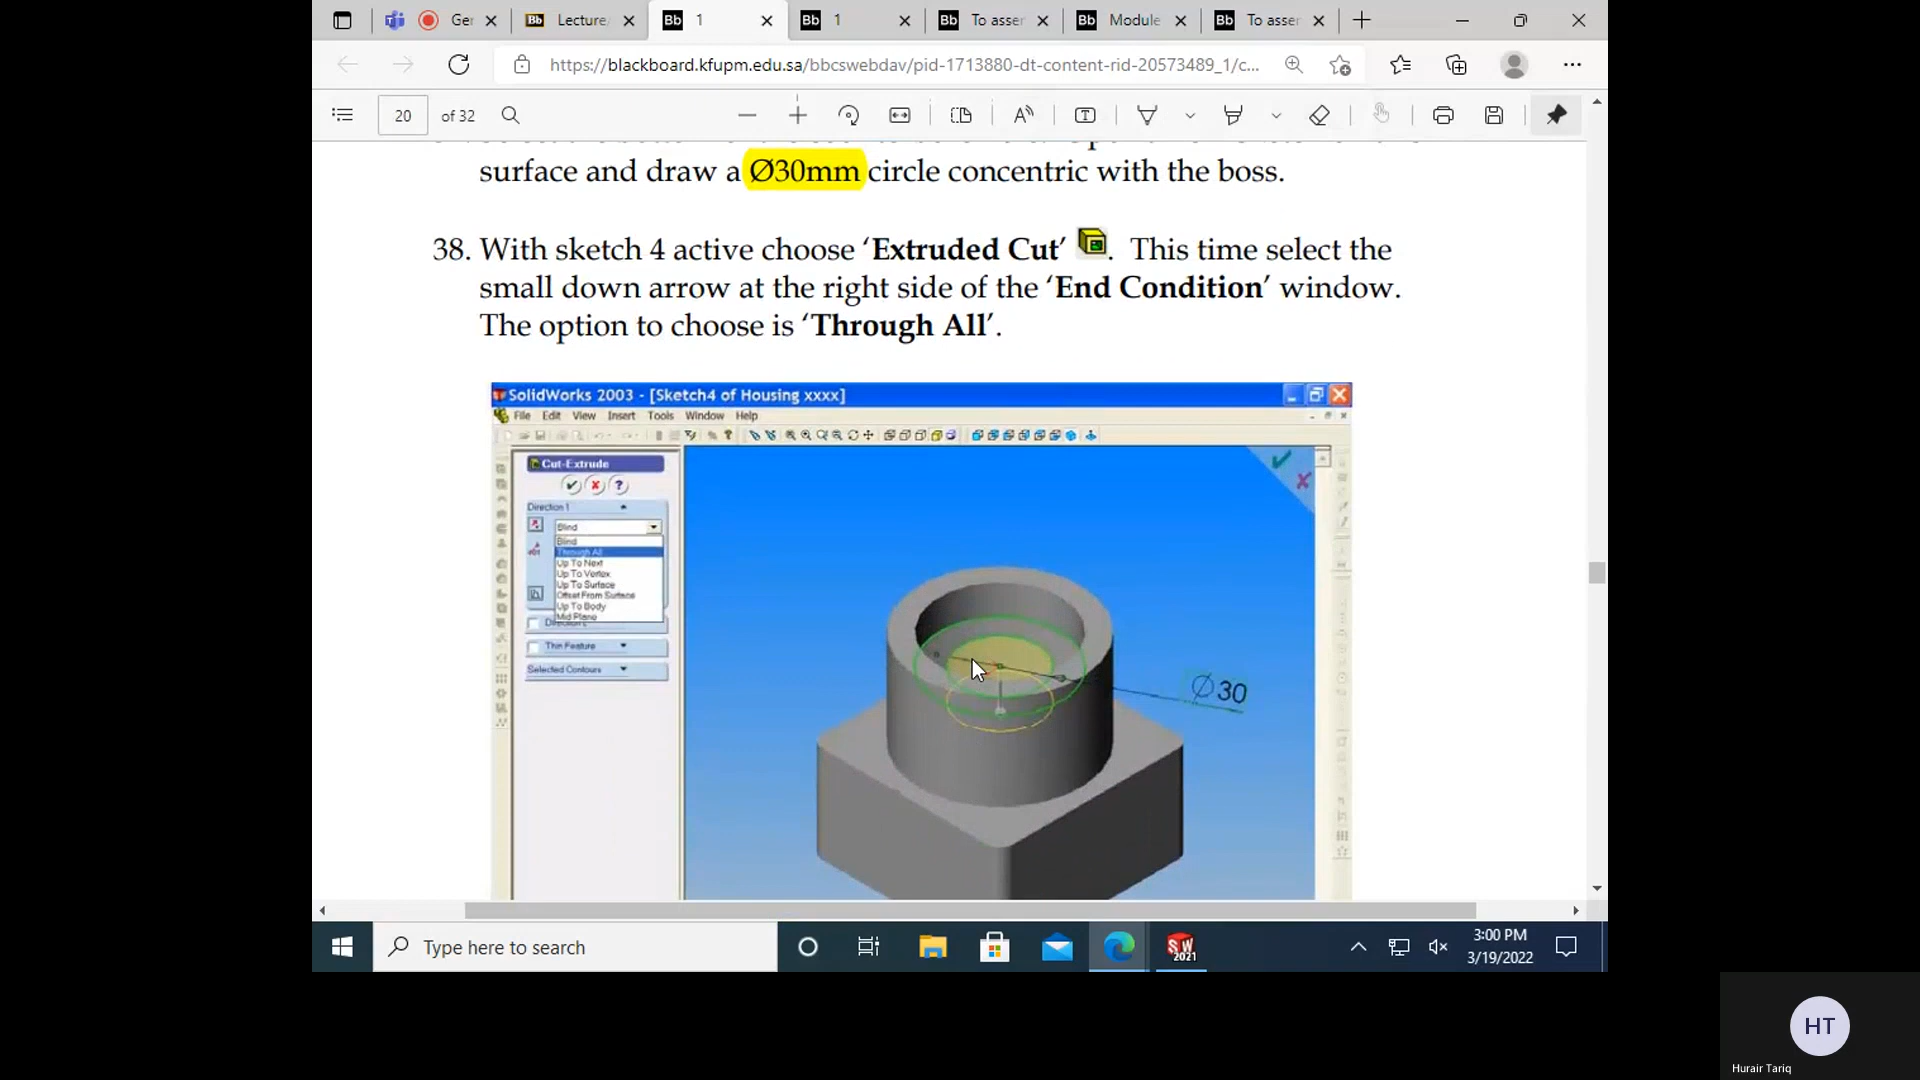 Ger
Lecture
1
1
To asser
Module
To asser
https://blackboard.kfupm.edu.sa/bbcswebdav/pid-1713880-dt-content-rid-20573489_1/c...
20 of 32
surface and draw a Ø30mm circle concentric with the boss.
38. With sketch 4 active choose ‘Extruded Cut’ . This time select the
small down arrow at the right side of the ‘End Condition’ window.
The option to choose is ‘Through All’.
SolidWorks 2003 - [Sketch4 of Housing xxxx]
File Edit View Insert Tools Window Help
Cut-Extrude
Direction 1
Blind
Blind
Through All
Up To Next
Up To Vertex
Up To Surface
Offset From Surface
Up To Body
Mid Plane
Thin Feature
Selected Contours
Ø30
Type here to search
SW
2021
3:00 PM
3/19/2022
HT
Hurair Tariq